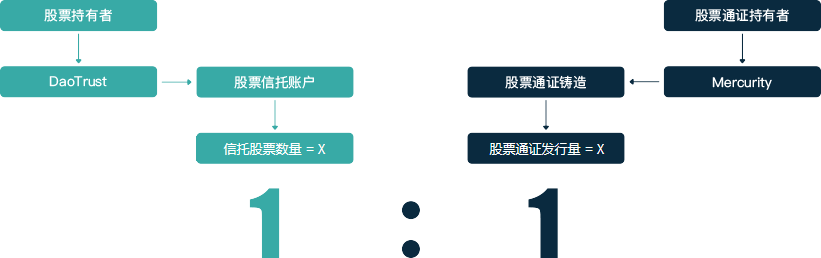 股票持有者
股票通证持有者
DaoTrust
股票信托账户
股票通证铸造
Mercurity
信托股票数量 = X
股票通证发行量 = X
1 : 1